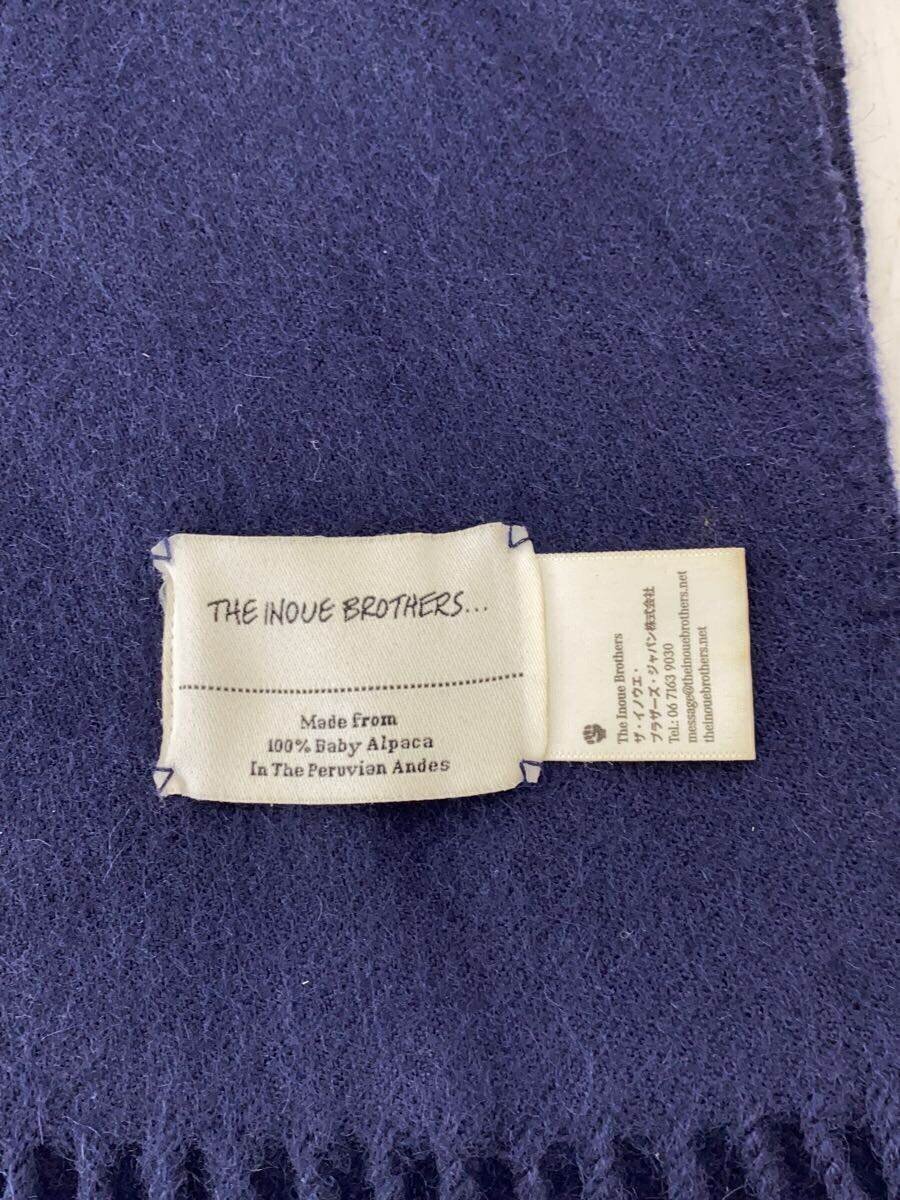 THE INOUE BROTHERS...
Made from
100% Baby Alpaca
In The Peruvian Andes
The Inoue Brothers
ザ・イノウエ・
ブラザーズ・ジャパン株式会社
Tel.: 06 7163 9030
message@theinouebrothers.net
theinouebrothers.net